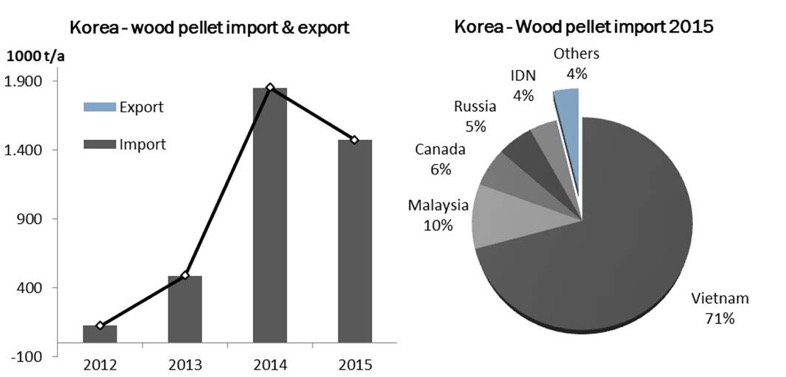 Korea - wood pellet import & export
1000 t/a
1.900
1.400
900
400
-100
Export
Import
2012 2013 2014 2015
Korea - Wood pellet import 2015
Others
4%
IDN
4%
Russia
5%
Canada
6%
Malaysia
10%
Vietnam
71%